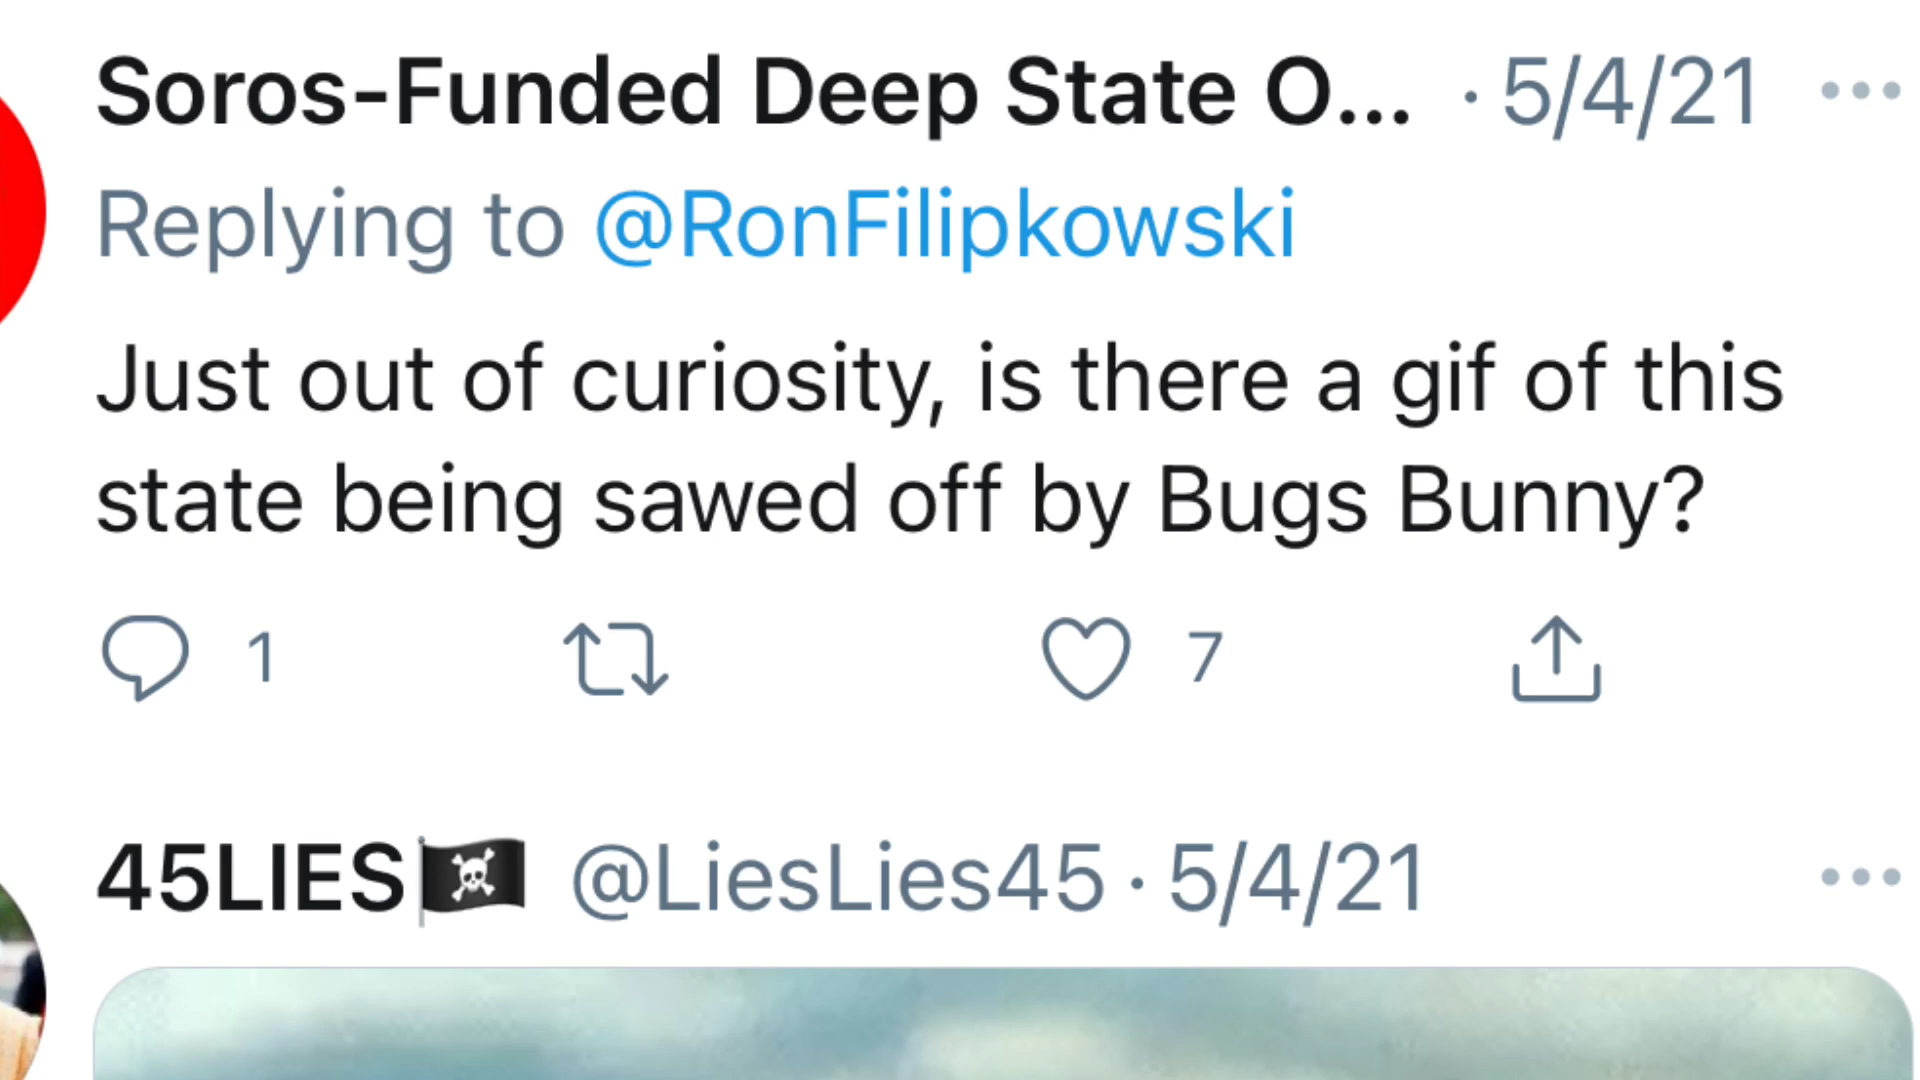 Soros-Funded Deep State O... · 5/4/21
Replying to @RonFilipkowski
Just out of curiosity, is there a gif of this
state being sawed off by Bugs Bunny?
1 7
45LIES🏴‍☠️ @LiesLies45 · 5/4/21